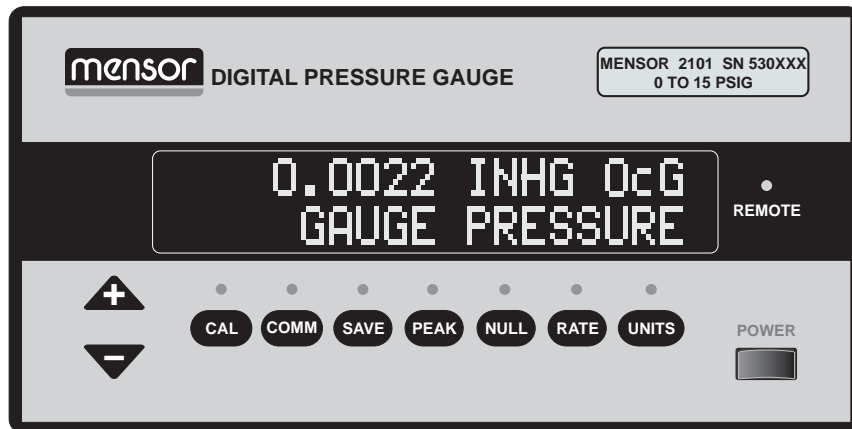 mensor DIGITAL PRESSURE GAUGE
MENSOR 2101 SN 530XXX
0 TO 15 PSIG
0.0022 INHG 0cG
GAUGE PRESSURE
REMOTE
+
CAL COMM SAVE PEAK NULL RATE UNITS
POWER
−